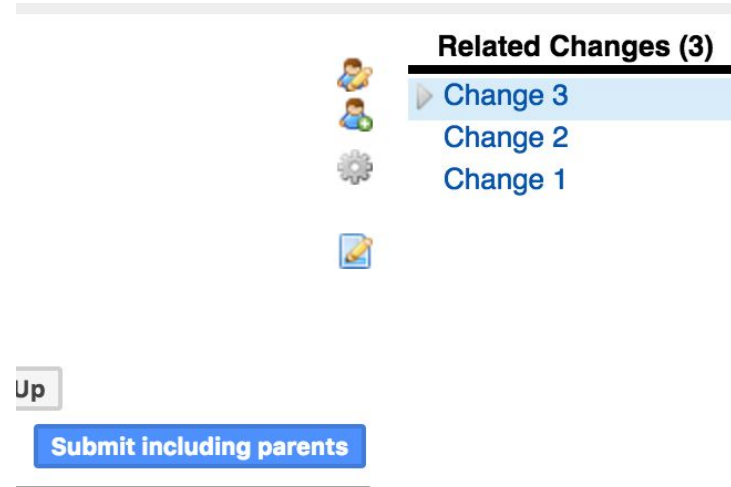 Related Changes (3)
Change 3
Change 2
Change 1
Up
Submit including parents